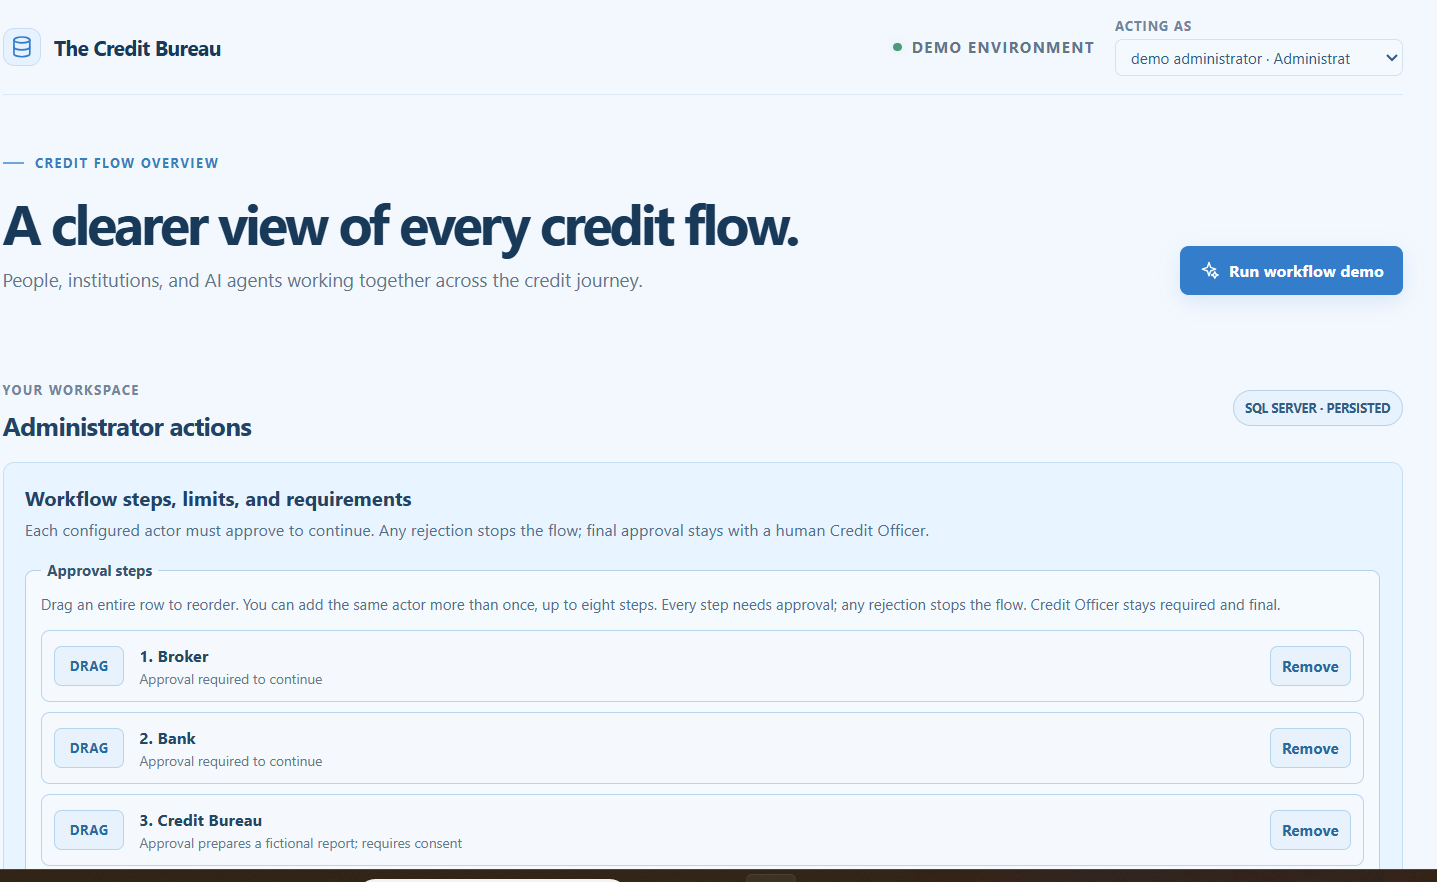 The Credit Bureau
DEMO ENVIRONMENT
ACTING AS
demo administrator · Administrat
CREDIT FLOW OVERVIEW
A clearer view of every credit flow.
People, institutions, and AI agents working together across the credit journey.
Run workflow demo
YOUR WORKSPACE
Administrator actions
SQL SERVER · PERSISTED
Workflow steps, limits, and requirements
Each configured actor must approve to continue. Any rejection stops the flow; final approval stays with a human Credit Officer.
Approval steps
Drag an entire row to reorder. You can add the same actor more than once, up to eight steps. Every step needs approval; any rejection stops the flow. Credit Officer stays required and final.
DRAG
1. Broker
Approval required to continue
Remove
DRAG
2. Bank
Approval required to continue
Remove
DRAG
3. Credit Bureau
Approval prepares a fictional report; requires consent
Remove